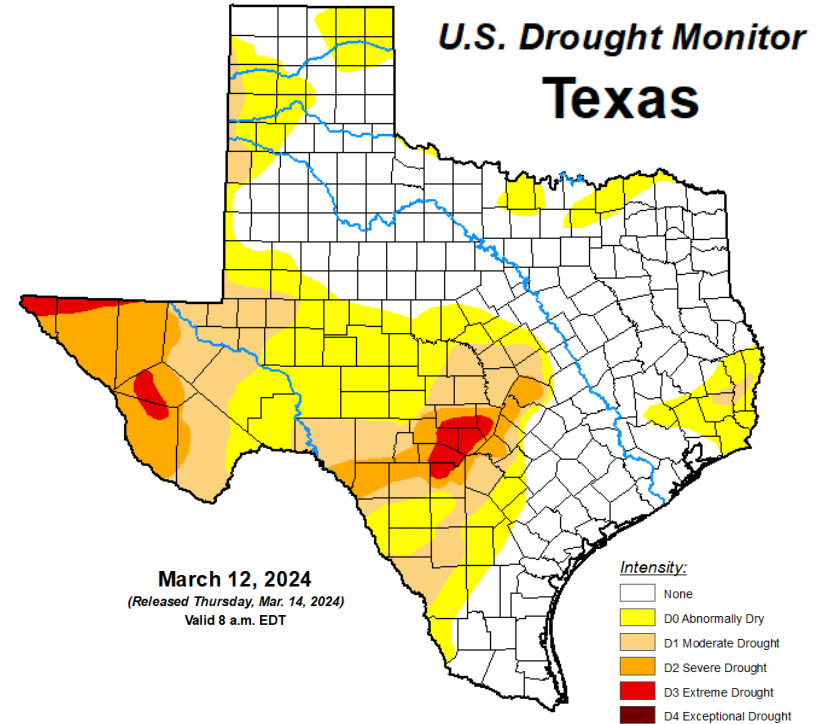 U.S. Drought Monitor
Texas
March 12, 2024
(Released Thursday, Mar. 14, 2024)
Valid 8 a.m. EDT
Intensity:
None
D0 Abnormally Dry
D1 Moderate Drought
D2 Severe Drought
D3 Extreme Drought
D4 Exceptional Drought